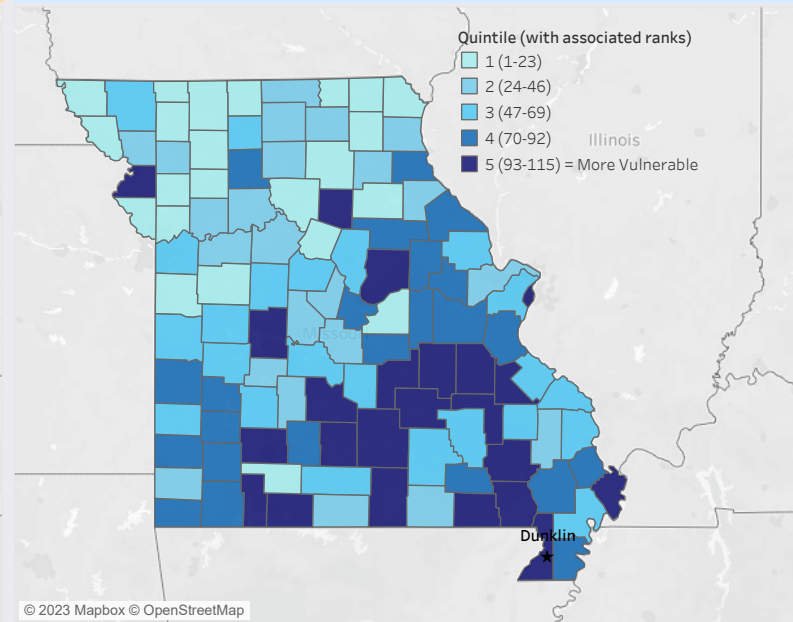 Quintile (with associated ranks)
1 (1-23)
2 (24-46)
3 (47-69)
4 (70-92)
5 (93-115) = More Vulnerable
Illinois
Missouri
Dunklin
© 2023 Mapbox © OpenStreetMap